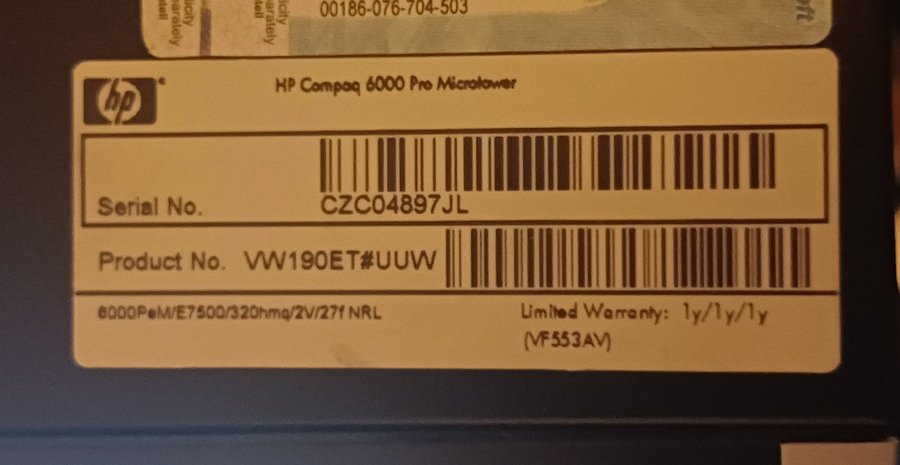 00186-076-704-503
hp
HP Compaq 6000 Pro Microtower
Serial No.
CZC04897JL
Product No. VW190ET#UUW
6000PeM/E7500/320hmq/2V/27f NRL
Limited Warranty: 1y/1y/1y
(VF553AV)